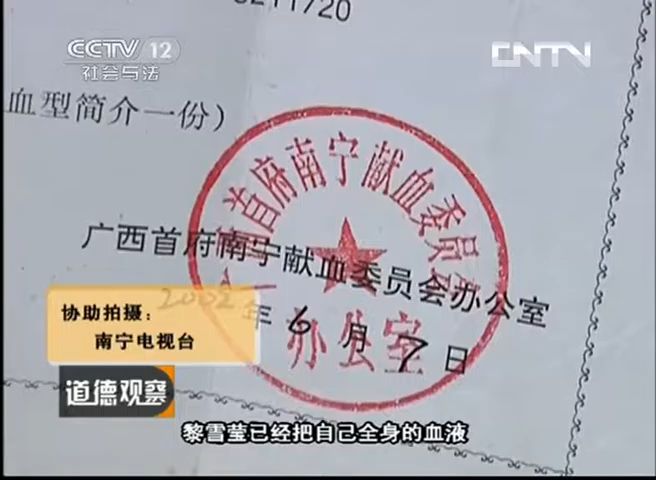 3211720
CCTV 12
社会与法
CNTV
血型简介一份）
首府南宁献血委员会
广西首府南宁献血委员会办公室
2002年6月7日
办公室
协助拍摄：
南宁电视台
道德观察
黎雪莹已经把自己全身的血液